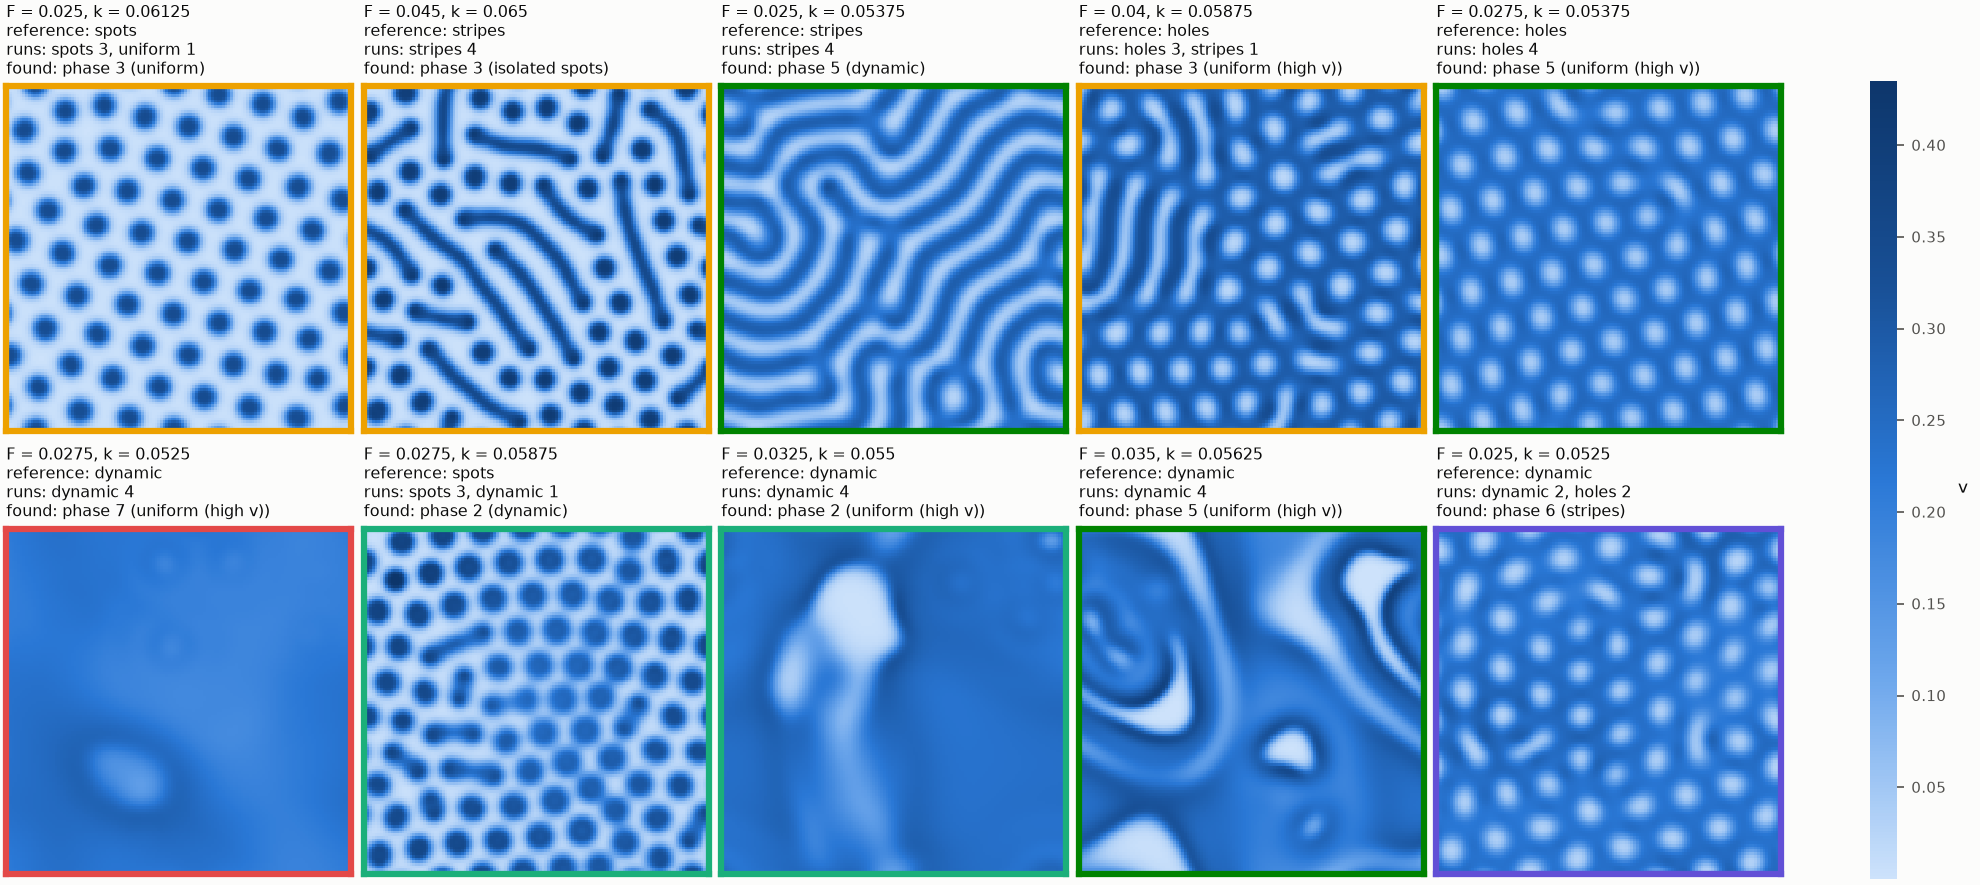 F = 0.025, k = 0.06125
reference: spots
runs: spots 3, uniform 1
found: phase 3 (uniform)
F = 0.045, k = 0.065
reference: stripes
runs: stripes 4
found: phase 3 (isolated spots)
F = 0.025, k = 0.05375
reference: stripes
runs: stripes 4
found: phase 5 (dynamic)
F = 0.04, k = 0.05875
reference: holes
runs: holes 3, stripes 1
found: phase 3 (uniform (high v))
F = 0.0275, k = 0.05375
reference: holes
runs: holes 4
found: phase 5 (uniform (high v))
F = 0.0275, k = 0.0525
reference: dynamic
runs: dynamic 4
found: phase 7 (uniform (high v))
F = 0.0275, k = 0.05875
reference: spots
runs: spots 3, dynamic 1
found: phase 2 (dynamic)
F = 0.0325, k = 0.055
reference: dynamic
runs: dynamic 4
found: phase 2 (uniform (high v))
F = 0.035, k = 0.05625
reference: dynamic
runs: dynamic 4
found: phase 5 (uniform (high v))
F = 0.025, k = 0.0525
reference: dynamic
runs: dynamic 2, holes 2
found: phase 6 (stripes)
0.40
0.35
0.30
0.25
0.20
0.15
0.10
0.05
v